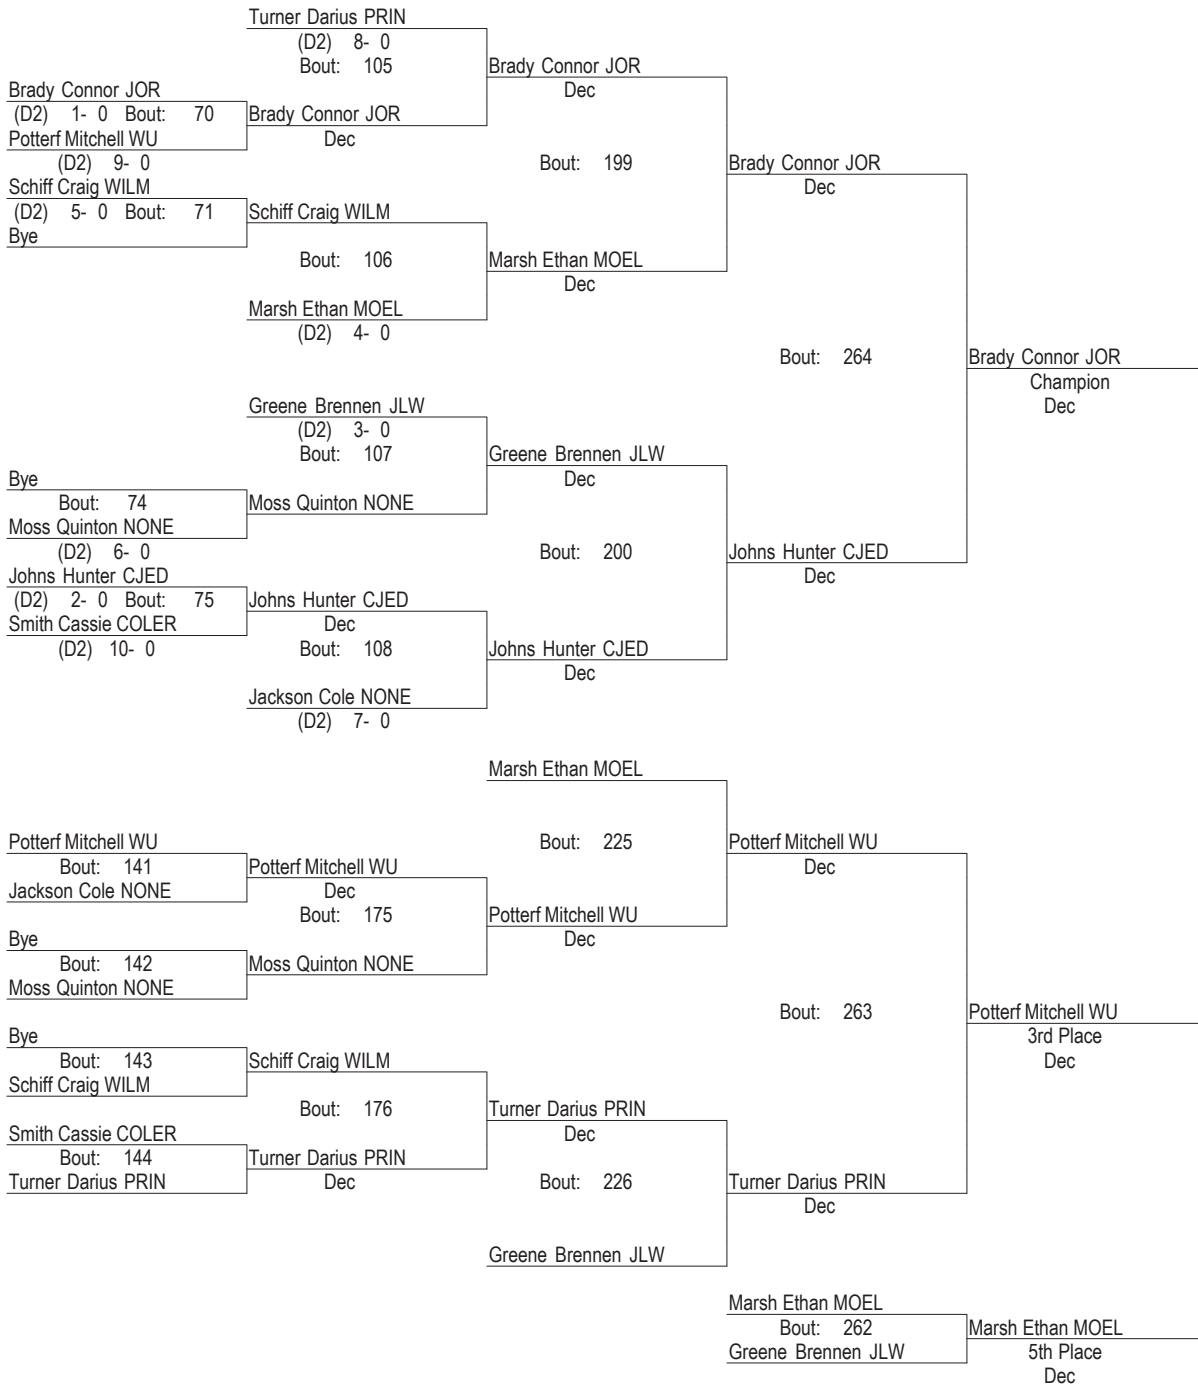 Turner Darius PRIN
(D2) 8- 0
Bout: 105
Brady Connor JOR
Dec
Brady Connor JOR
(D2) 1- 0 Bout: 70
Brady Connor JOR
Dec
Potterf Mitchell WU
(D2) 9- 0
Bout: 199
Brady Connor JOR
Dec
Schiff Craig WILM
(D2) 5- 0 Bout: 71
Schiff Craig WILM
Bye
Bout: 106
Marsh Ethan MOEL
Dec
Marsh Ethan MOEL
(D2) 4- 0
Bout: 264
Brady Connor JOR
Champion
Dec
Greene Brennen JLW
(D2) 3- 0
Bout: 107
Greene Brennen JLW
Dec
Bye
Bout: 74
Moss Quinton NONE
Moss Quinton NONE
(D2) 6- 0
Bout: 200
Johns Hunter CJED
Dec
Johns Hunter CJED
(D2) 2- 0 Bout: 75
Johns Hunter CJED
Dec
Smith Cassie COLER
(D2) 10- 0
Bout: 108
Johns Hunter CJED
Dec
Jackson Cole NONE
(D2) 7- 0
Marsh Ethan MOEL
Potterf Mitchell WU
Bout: 141
Potterf Mitchell WU
Dec
Jackson Cole NONE
Bout: 225
Potterf Mitchell WU
Dec
Bout: 175
Potterf Mitchell WU
Dec
Bye
Bout: 142
Moss Quinton NONE
Moss Quinton NONE
Bout: 263
Potterf Mitchell WU
3rd Place
Dec
Bye
Bout: 143
Schiff Craig WILM
Schiff Craig WILM
Bout: 176
Turner Darius PRIN
Dec
Smith Cassie COLER
Bout: 144
Turner Darius PRIN
Dec
Turner Darius PRIN
Bout: 226
Turner Darius PRIN
Dec
Greene Brennen JLW
Marsh Ethan MOEL
Bout: 262
Marsh Ethan MOEL
5th Place
Dec
Greene Brennen JLW